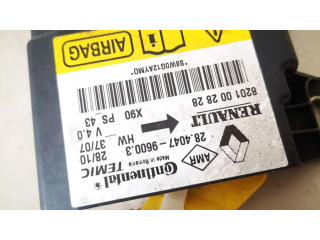 Continental TEMIC
Made in Romania
AMR
28.4047-9600.3
28/10
HW 37/07
V 4.0
RENAULT
X90 PS 43
8201 00 28 28
*S8W0G12AYM0*
AIRBAG